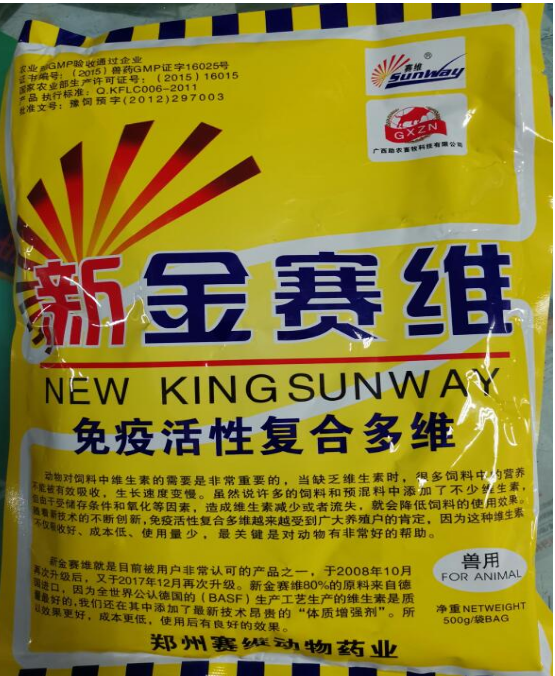 农业部GMP验收通过企业
证书编号：（2015）兽药GMP证字16025号
国家农业部生产许可证号：（2015）16015
产品执行标准：Q.KFLC006-2011
批准文号：豫饲预字(2012)297003
赛维
Sunway
®
GXZN
广西助农畜牧科技有限公司
新金赛维
NEW KINGSUNWAY
免疫活性复合多维
动物对饲料中维生素的需要是非常重要的，当缺乏维生素时，很多饲料中的营养
不能被有效吸收，生长速度变慢。虽然说许多的饲料和预混料中添加了不少维生素，
但由于受储存条件和氧化等因素，造成维生素减少或者流失，就会降低饲料的使用效果。
随着新技术的不断创新,免疫活性复合多维越来越受到广大养殖户的肯定，因为这种维生素
不仅吸收好、成本低、使用量少，最关键是对动物有非常好的帮助。
新金赛维就是目前被用户非常认可的产品之一，于2008年10月
再次升级后，又于2017年12月再次升级。新金赛维80%的原料来自德
国进口，因为全世界公认德国的（BASF）生产工艺生产的维生素是质
量最好的,我们还在其中添加了最新技术昂贵的“体质增强剂”。所
以效果更好，成本更低，使用后有良好的效果。
兽用
FOR ANIMAL
净重 NETWEIGHT
500g/袋BAG
郑州赛维动物药业